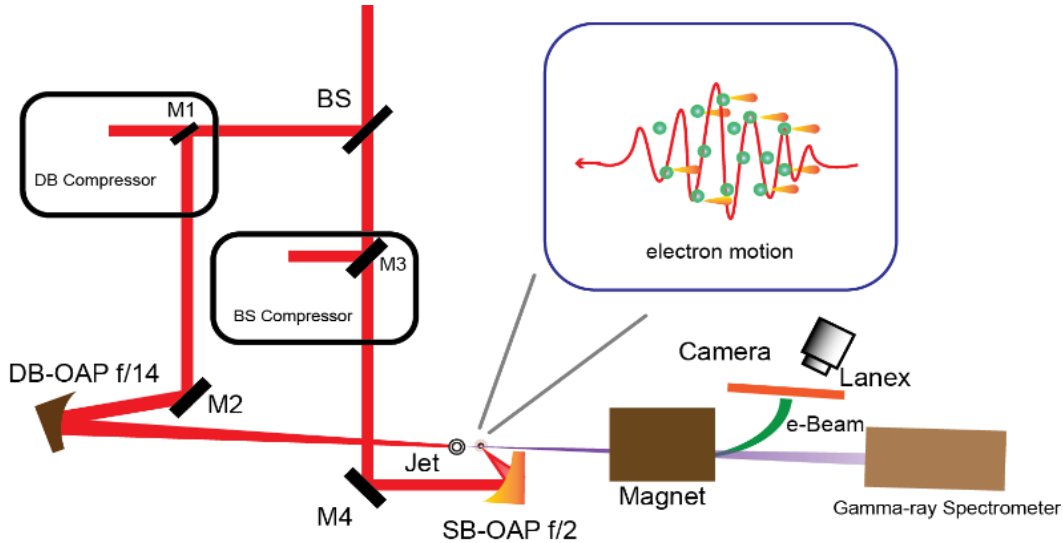 BS
M1
DB Compressor
M3
BS Compressor
electron motion
DB-OAP f/14
M2
Camera
Lanex
e-Beam
Jet
Magnet
M4
SB-OAP f/2
Gamma-ray Spectrometer